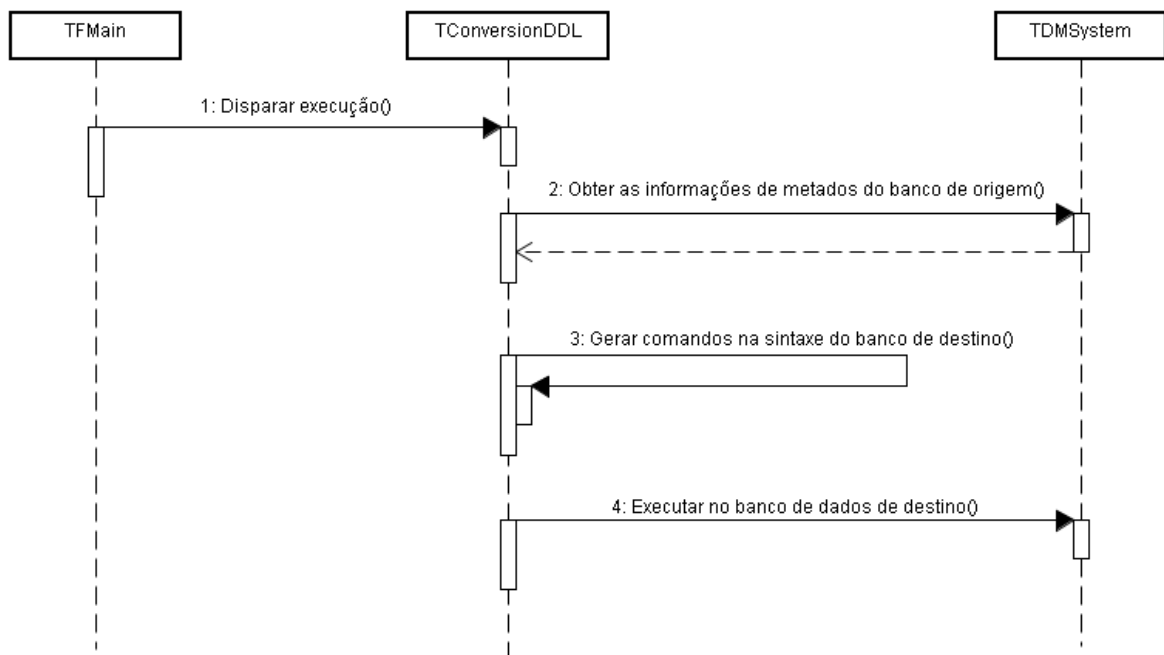 TFMain
TConversionDDL
TDMSystem
1: Disparar execução()
2: Obter as informações de metados do banco de origem()
3: Gerar comandos na sintaxe do banco de destino()
4: Executar no banco de dados de destino()